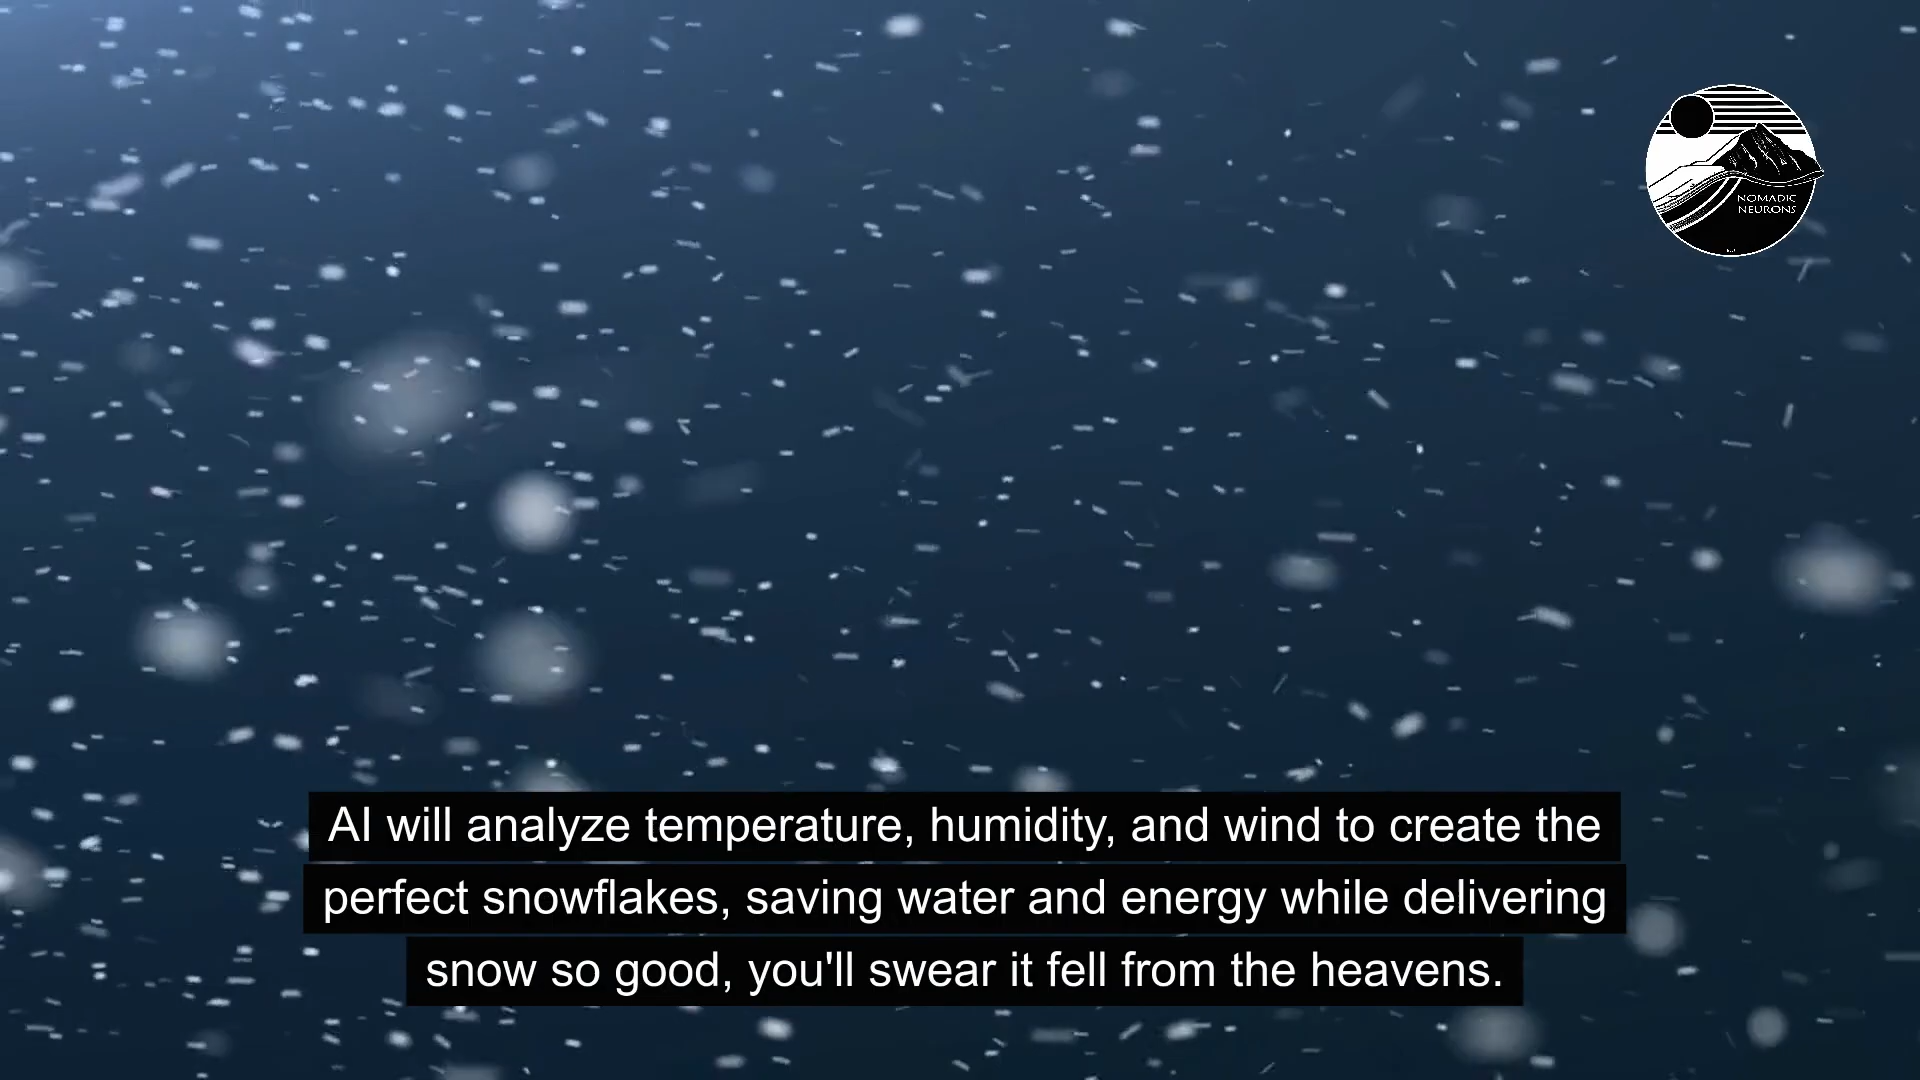 NOMADIC
NEURONS
AI will analyze temperature, humidity, and wind to create the
perfect snowflakes, saving water and energy while delivering
snow so good, you'll swear it fell from the heavens.